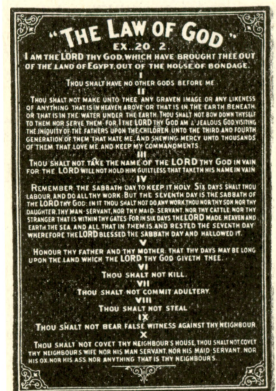 "THE LAW OF GOD"
EX..20. 2
I AM THE LORD THY GOD, WHICH HAVE BROUGHT THEE OUT
OF THE LAND OF EGYPT, OUT OF THE HOUSE OF BONDAGE.
I
THOU SHALT HAVE NO OTHER GODS BEFORE ME
II
THOU SHALT NOT MAKE UNTO THEE ANY GRAVEN IMAGE OR ANY LIKENESS
OF ANYTHING THAT IS IN HEAVEN ABOVE OR THAT IS IN THE EARTH BENEATH
OR THAT IS IN THE WATER UNDER THE EARTH. THOU SHALT NOT BOW DOWN THYSELF
TO THEM NOR SERVE THEM: FOR I THE LORD THY GOD AM A JEALOUS GOD VISITING
THE INIQUITY OF THE FATHERS UPON THE CHILDREN UNTO THE THIRD AND FOURTH
GENERATION OF THEM THAT HATE ME, AND SHEWING MERCY UNTO THOUSANDS
OF THEM THAT LOVE ME AND KEEP MY COMMANDMENTS.
III
THOU SHALT NOT TAKE THE NAME OF THE LORD THY GOD IN VAIN
FOR THE LORD WILL NOT HOLD HIM GUILTLESS THAT TAKETH HIS NAME IN VAIN
IV
REMEMBER THE SABBATH DAY TO KEEP IT HOLY. SIX DAYS SHALT THOU
LABOUR AND DO ALL THY WORK. BUT THE SEVENTH DAY IS THE SABBATH OF
THE LORD THY GOD: IN IT THOU SHALT NOT DO ANY WORK THOU NOR THY SON NOR THY
DAUGHTER, THY MAN-SERVANT, NOR THY MAID-SERVANT, NOR THY CATTLE, NOR THY
STRANGER THAT IS WITHIN THY GATES FOR IN SIX DAYS THE LORD MADE HEAVEN AND
EARTH THE SEA, AND ALL THAT IN THEM IS AND RESTED THE SEVENTH DAY
WHEREFORE THE LORD BLESSED THE SABBATH DAY AND HALLOWED IT.
V
HONOUR THY FATHER AND THY MOTHER THAT THY DAYS MAY BE LONG
UPON THE LAND WHICH THE LORD THY GOD GIVETH THEE.
VI
THOU SHALT NOT KILL.
VII
THOU SHALT NOT COMMIT ADULTERY.
VIII
THOU SHALT NOT STEAL
IX
THOU SHALT NOT BEAR FALSE WITNESS AGAINST THY NEIGHBOUR
X
THOU SHALT NOT COVET THY NEIGHBOUR'S HOUSE, THOU SHALT NOT COVET
THY NEIGHBOUR'S WIFE NOR HIS MAN SERVANT, NOR HIS MAID SERVANT, NOR
HIS OX, NOR HIS ASS NOR ANYTHING THAT IS THY NEIGHBOUR'S.